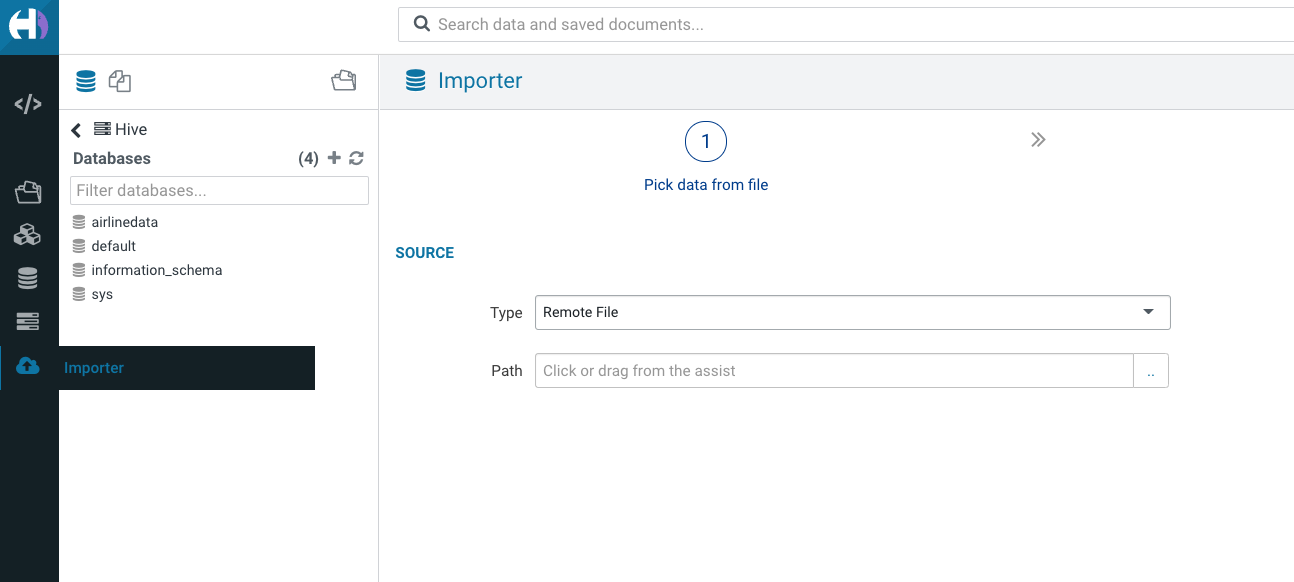 Search data and saved documents...
Importer
Hive
Databases (4)
Filter databases...
airlinedata
default
information_schema
sys
Importer
1
Pick data from file
SOURCE
Type Remote File
Path Click or drag from the assist ..